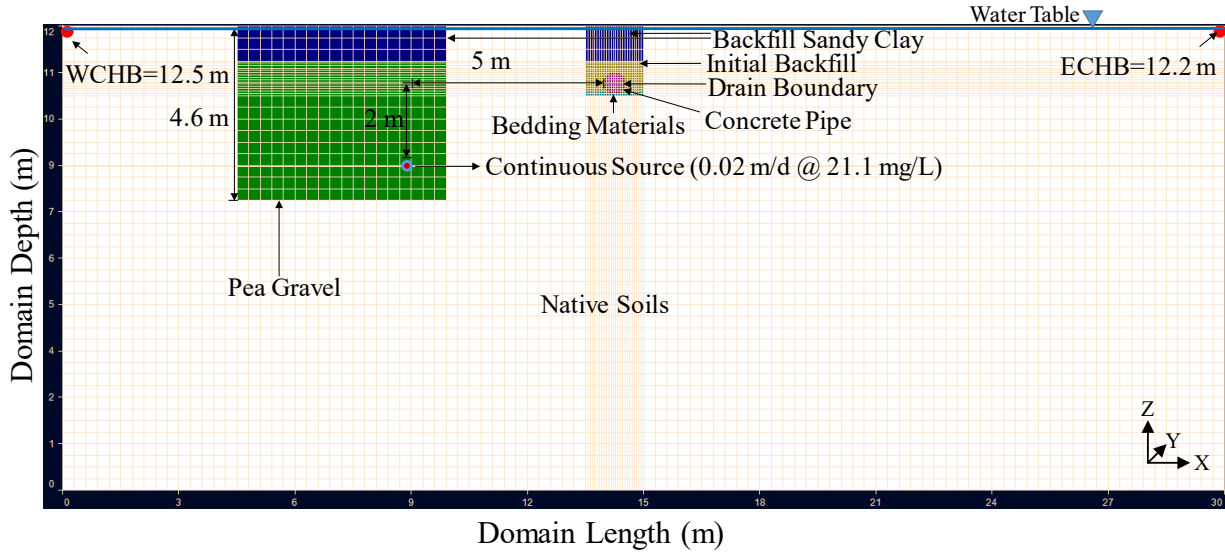 Water Table
Backfill Sandy Clay
WCHB=12.5 m
5 m
Initial Backfill
ECHB=12.2 m
Drain Boundary
4.6 m
2 m
Bedding Materials
Concrete Pipe
Continuous Source (0.02 m/d @ 21.1 mg/L)
Pea Gravel
Native Soils
Z
Y
X
Domain Depth (m)
12
11
10
9
7
6
5
4
2
1
0
0
3
6
9
12
15
18
21
24
27
30
Domain Length (m)